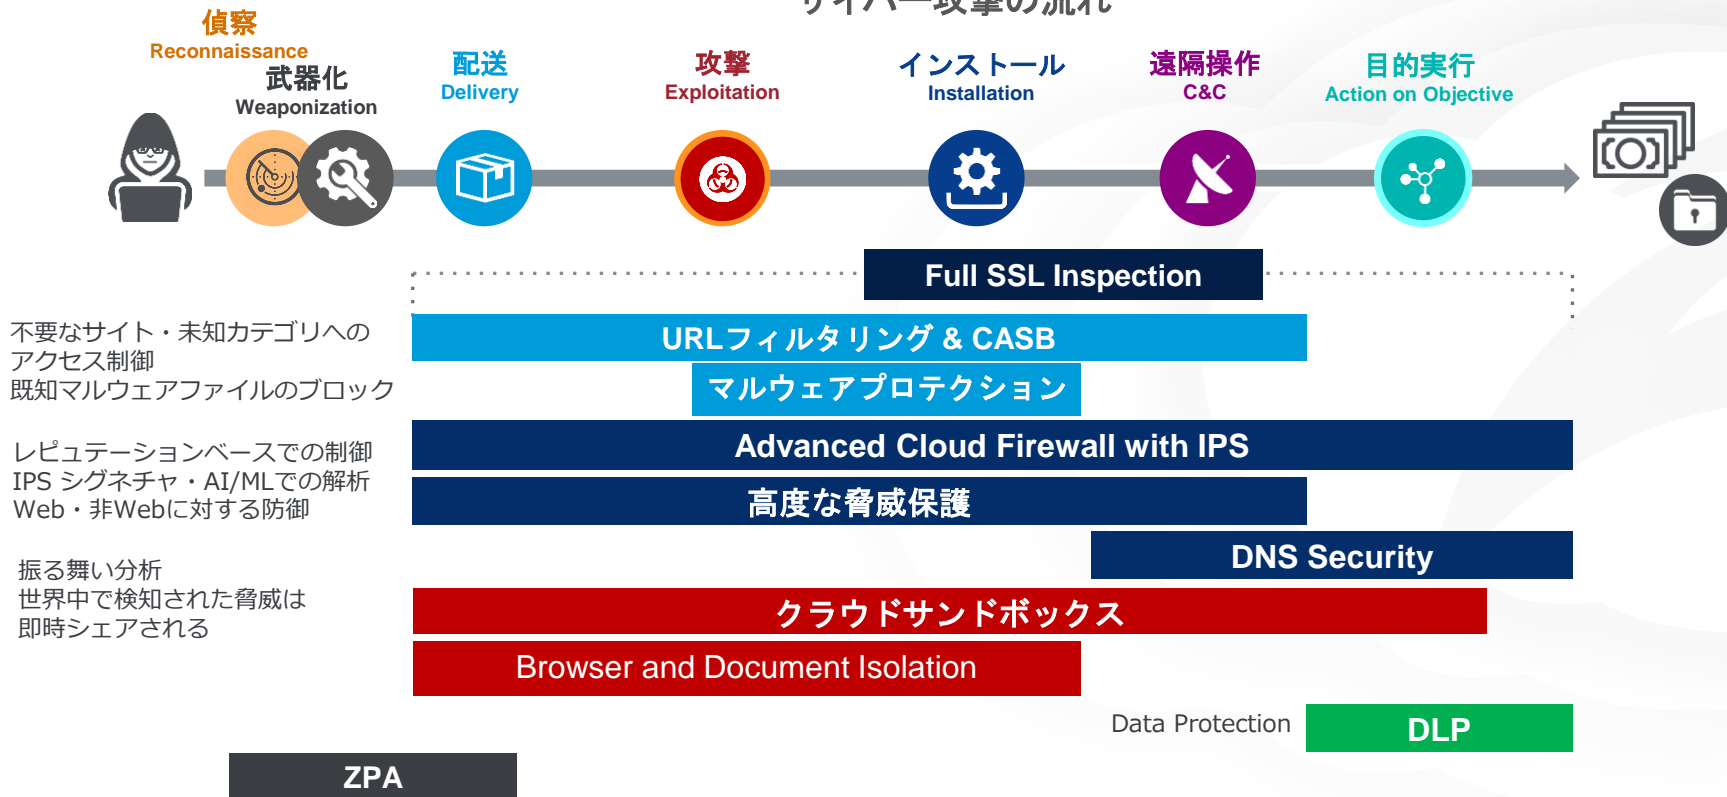 サイバー攻撃の流れ
偵察
Reconnaissance
武器化
Weaponization
配送
Delivery
攻撃
Exploitation
インストール
Installation
遠隔操作
C&C
目的実行
Action on Objective
Full SSL Inspection
不要なサイト・未知カテゴリへの
アクセス制御
既知マルウェアファイルのブロック
URLフィルタリング & CASB
マルウェアプロテクション
レピュテーションベースでの制御
IPS シグネチャ・AI/MLでの解析
Web・非Webに対する防御
Advanced Cloud Firewall with IPS
高度な脅威保護
DNS Security
振る舞い分析
世界中で検知された脅威は
即時シェアされる
クラウドサンドボックス
Browser and Document Isolation
Data Protection
DLP
ZPA